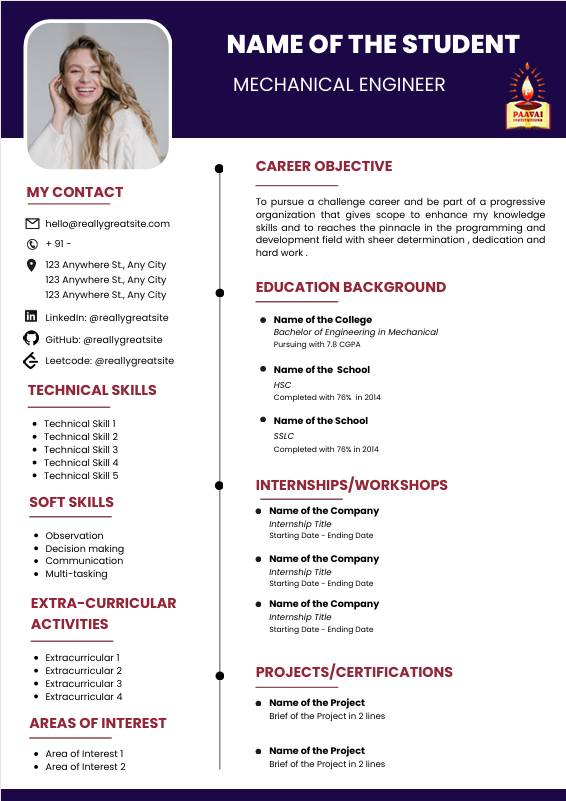 NAME OF THE STUDENT
MECHANICAL ENGINEER
PAAVAI
INSTITUTIONS
MY CONTACT
hello@reallygreatsite.com
+ 91 -
123 Anywhere St., Any City
123 Anywhere St., Any City
123 Anywhere St., Any City
LinkedIn: @reallygreatsite
GitHub: @reallygreatsite
Leetcode: @reallygreatsite
TECHNICAL SKILLS
Technical Skill 1
Technical Skill 2
Technical Skill 3
Technical Skill 4
Technical Skill 5
SOFT SKILLS
Observation
Decision making
Communication
Multi-tasking
EXTRA-CURRICULAR
ACTIVITIES
Extracurricular 1
Extracurricular 2
Extracurricular 3
Extracurricular 4
AREAS OF INTEREST
Area of Interest 1
Area of Interest 2
CAREER OBJECTIVE
To pursue a challenge career and be part of a progressive
organization that gives scope to enhance my knowledge
skills and to reaches the pinnacle in the programming and
development field with sheer determination , dedication and
hard work .
EDUCATION BACKGROUND
Name of the College
Bachelor of Engineering in Mechanical
Pursuing with 7.8 CGPA
Name of the School
HSC
Completed with 76% in 2014
Name of the School
SSLC
Completed with 76% in 2014
INTERNSHIPS/WORKSHOPS
Name of the Company
Internship Title
Starting Date - Ending Date
Name of the Company
Internship Title
Starting Date - Ending Date
Name of the Company
Internship Title
Starting Date - Ending Date
PROJECTS/CERTIFICATIONS
Name of the Project
Brief of the Project in 2 lines
Name of the Project
Brief of the Project in 2 lines